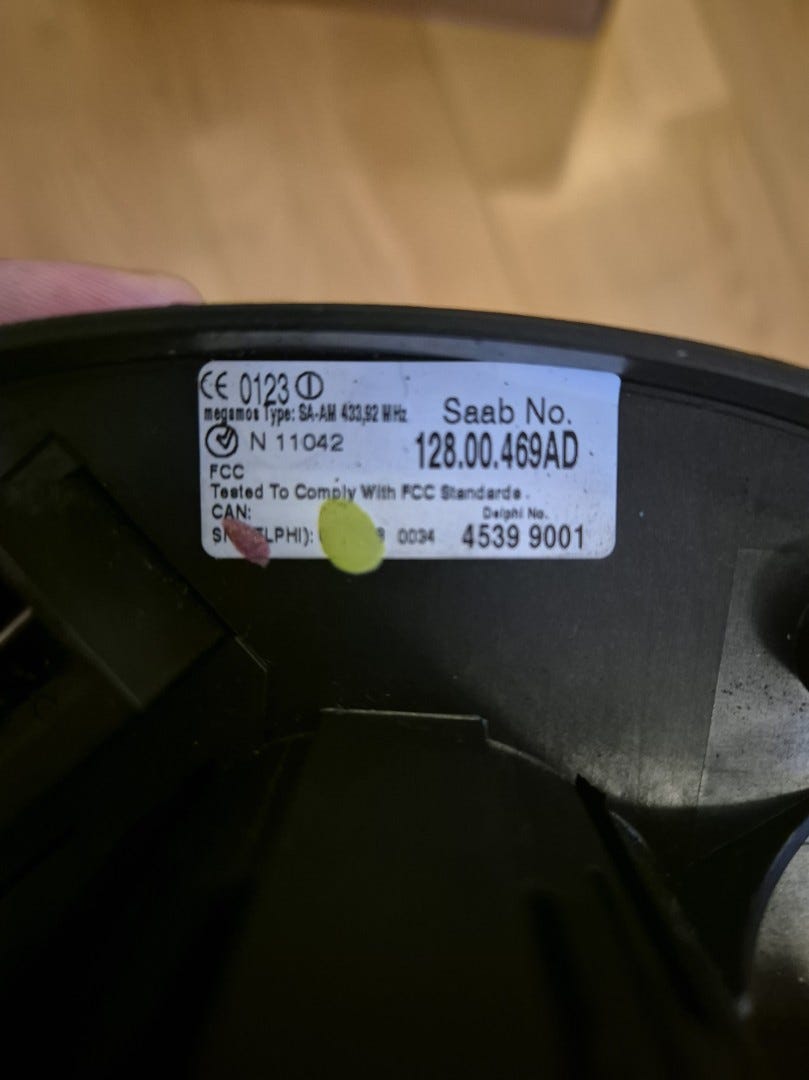 CE 0123
megamos Type: SA-AM 433,92 MHz
Saab No.
N 11042
128.00.469AD
FCC
Tested To Comply With FCC Standards.
CAN:
Delphi No.
LPHI): 0034
4539 9001